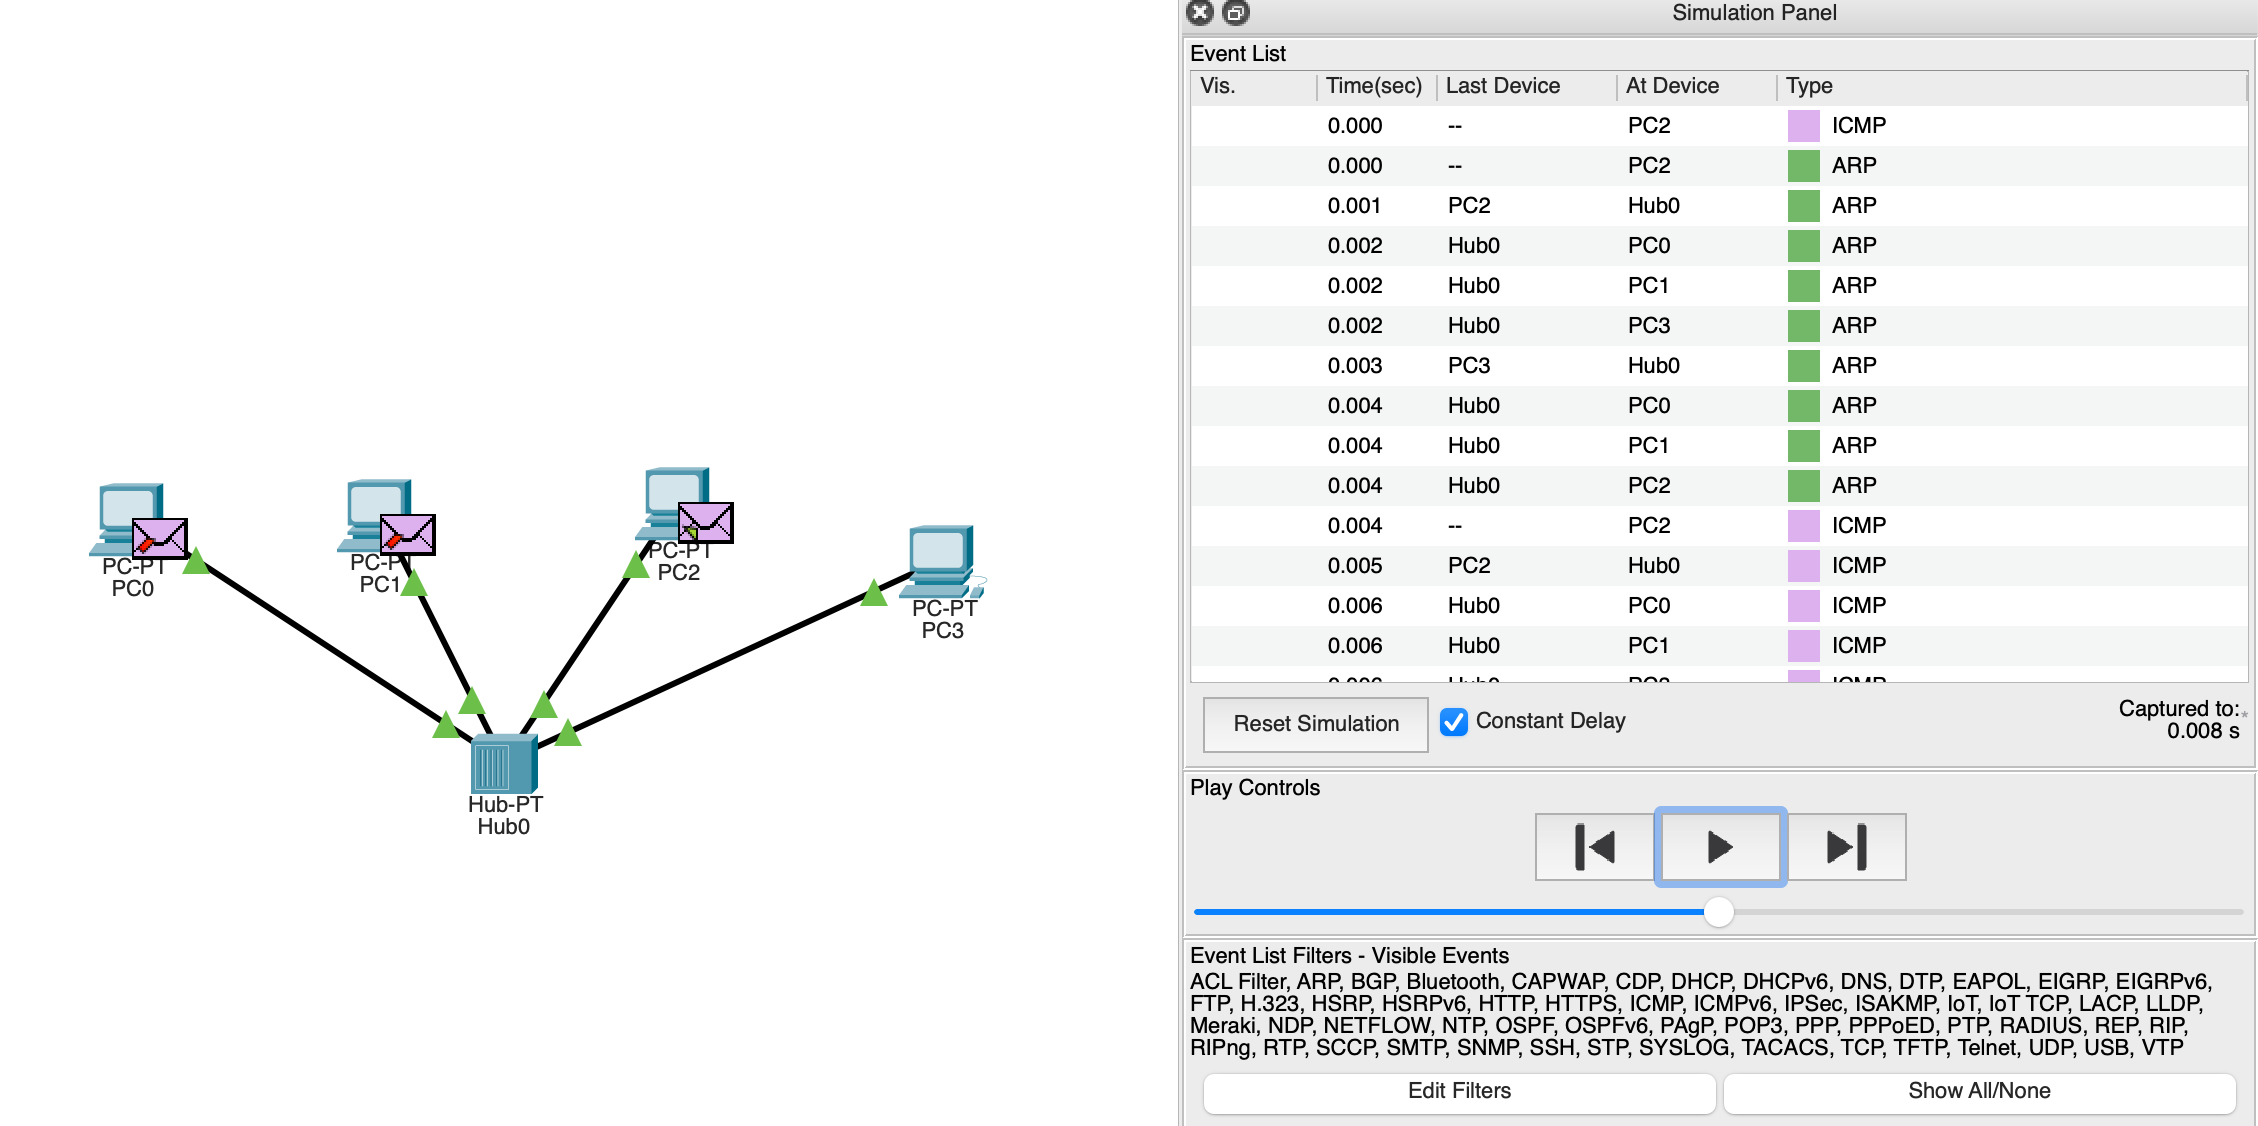 Simulation Panel
Event List
Vis. Time(sec) Last Device At Device Type
0.000 -- PC2 ICMP
0.000 -- PC2 ARP
0.001 PC2 Hub0 ARP
0.002 Hub0 PC0 ARP
0.002 Hub0 PC1 ARP
0.002 Hub0 PC3 ARP
0.003 PC3 Hub0 ARP
0.004 Hub0 PC0 ARP
0.004 Hub0 PC1 ARP
0.004 Hub0 PC2 ARP
0.004 -- PC2 ICMP
0.005 PC2 Hub0 ICMP
0.006 Hub0 PC0 ICMP
0.006 Hub0 PC1 ICMP
Reset Simulation
Constant Delay
Captured to:
0.008 s
Play Controls
Event List Filters - Visible Events
ACL Filter, ARP, BGP, Bluetooth, CAPWAP, CDP, DHCP, DHCPv6, DNS, DTP, EAPOL, EIGRP, EIGRPv6,
FTP, H.323, HSRP, HSRPv6, HTTP, HTTPS, ICMP, ICMPv6, IPSec, ISAKMP, IoT, IoT TCP, LACP, LLDP,
Meraki, NDP, NETFLOW, NTP, OSPF, OSPFv6, PAgP, POP3, PPP, PPPoED, PTP, RADIUS, REP, RIP,
RIPng, RTP, SCCP, SMTP, SNMP, SSH, STP, SYSLOG, TACACS, TCP, TFTP, Telnet, UDP, USB, VTP
Edit Filters
Show All/None
PC-PT
PC0
PC-PT
PC1
PC-PT
PC2
PC-PT
PC3
Hub-PT
Hub0